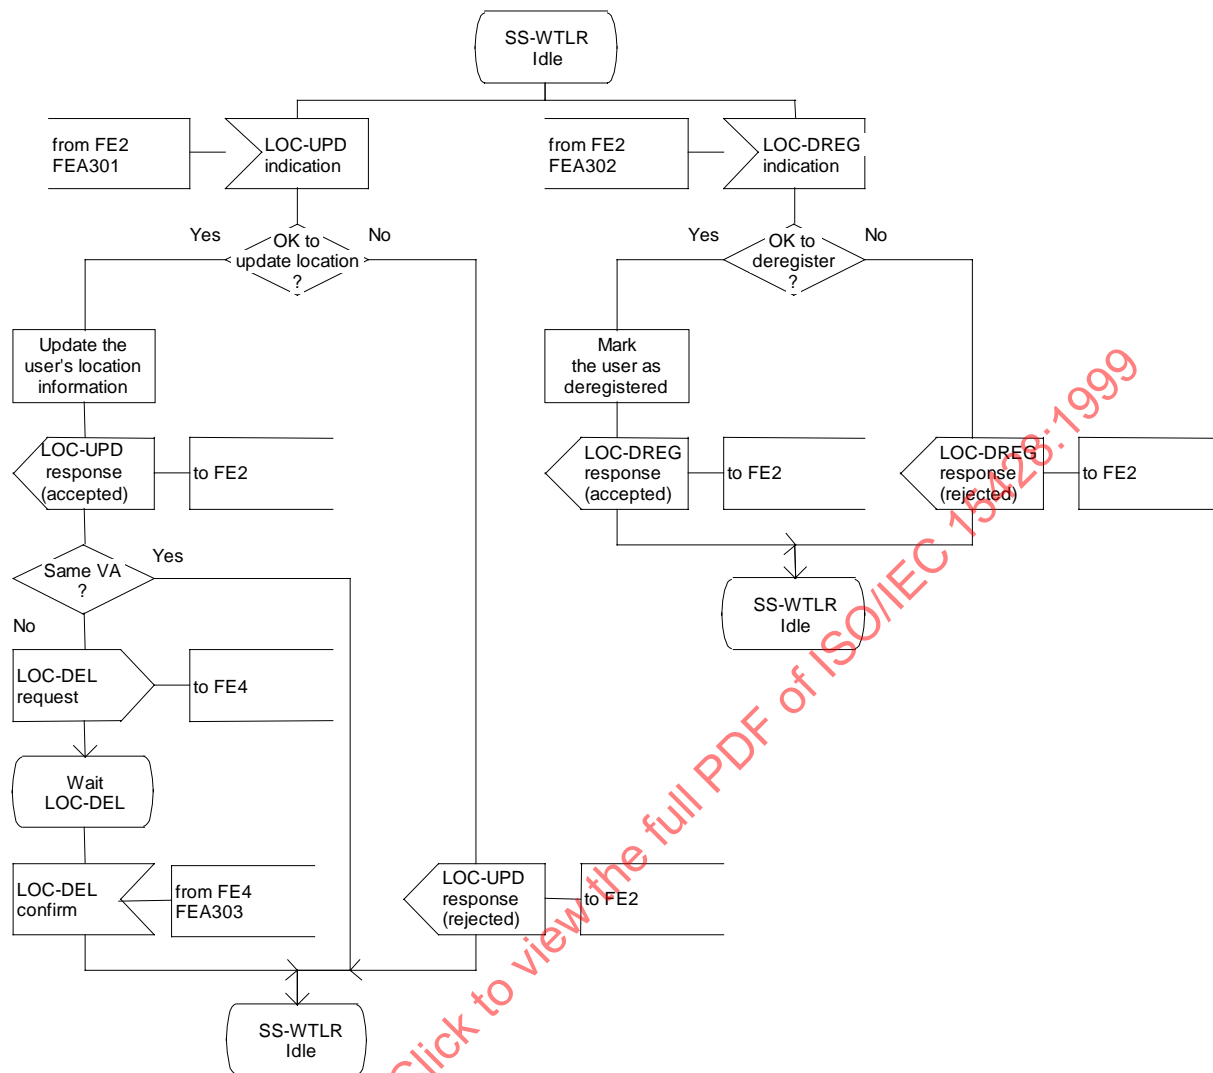 SS-WTLR
Idle
from FE2
FEA301
LOC-UPD
indication
from FE2
FEA302
LOC-DREG
indication
Yes
OK to
update location
?
No
Yes
OK to
deregister
?
No
Update the
user's location
information
Mark
the user as
deregistered
LOC-UPD
response
(accepted)
to FE2
LOC-DREG
response
(accepted)
to FE2
LOC-DREG
response
(rejected)
to FE2
Same VA
?
Yes
No
SS-WTLR
Idle
LOC-DEL
request
to FE4
Wait
LOC-DEL
LOC-DEL
confirm
from FE4
FEA303
LOC-UPD
response
(rejected)
to FE2
SS-WTLR
Idle
Click to view the full PDF of ISO/IEC 15428:1999